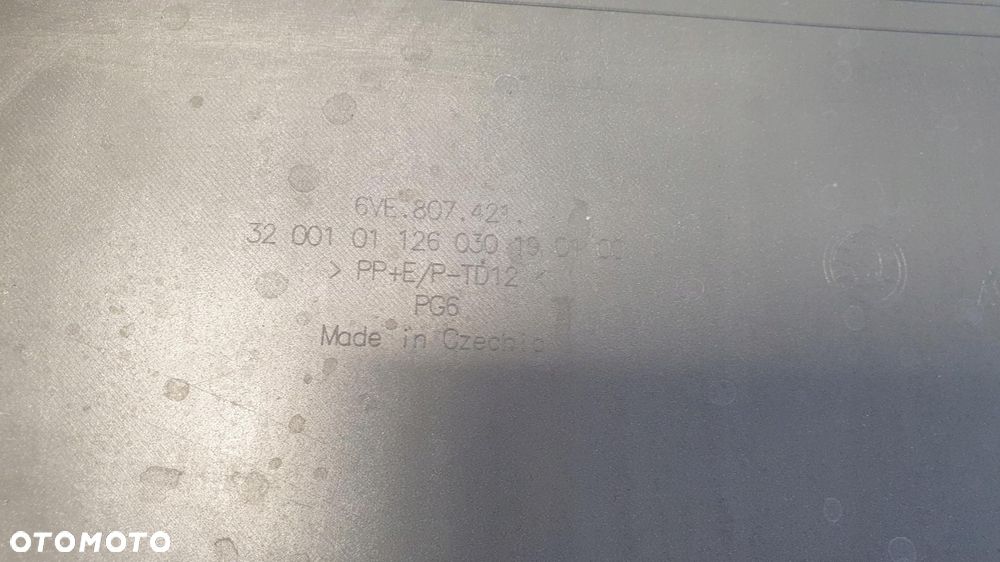 6VE.807.421.
32 001 01 126 030 19 01 00
> PP+E/P-TD12 <
PG6
Made in Czechia
OTOMOTO